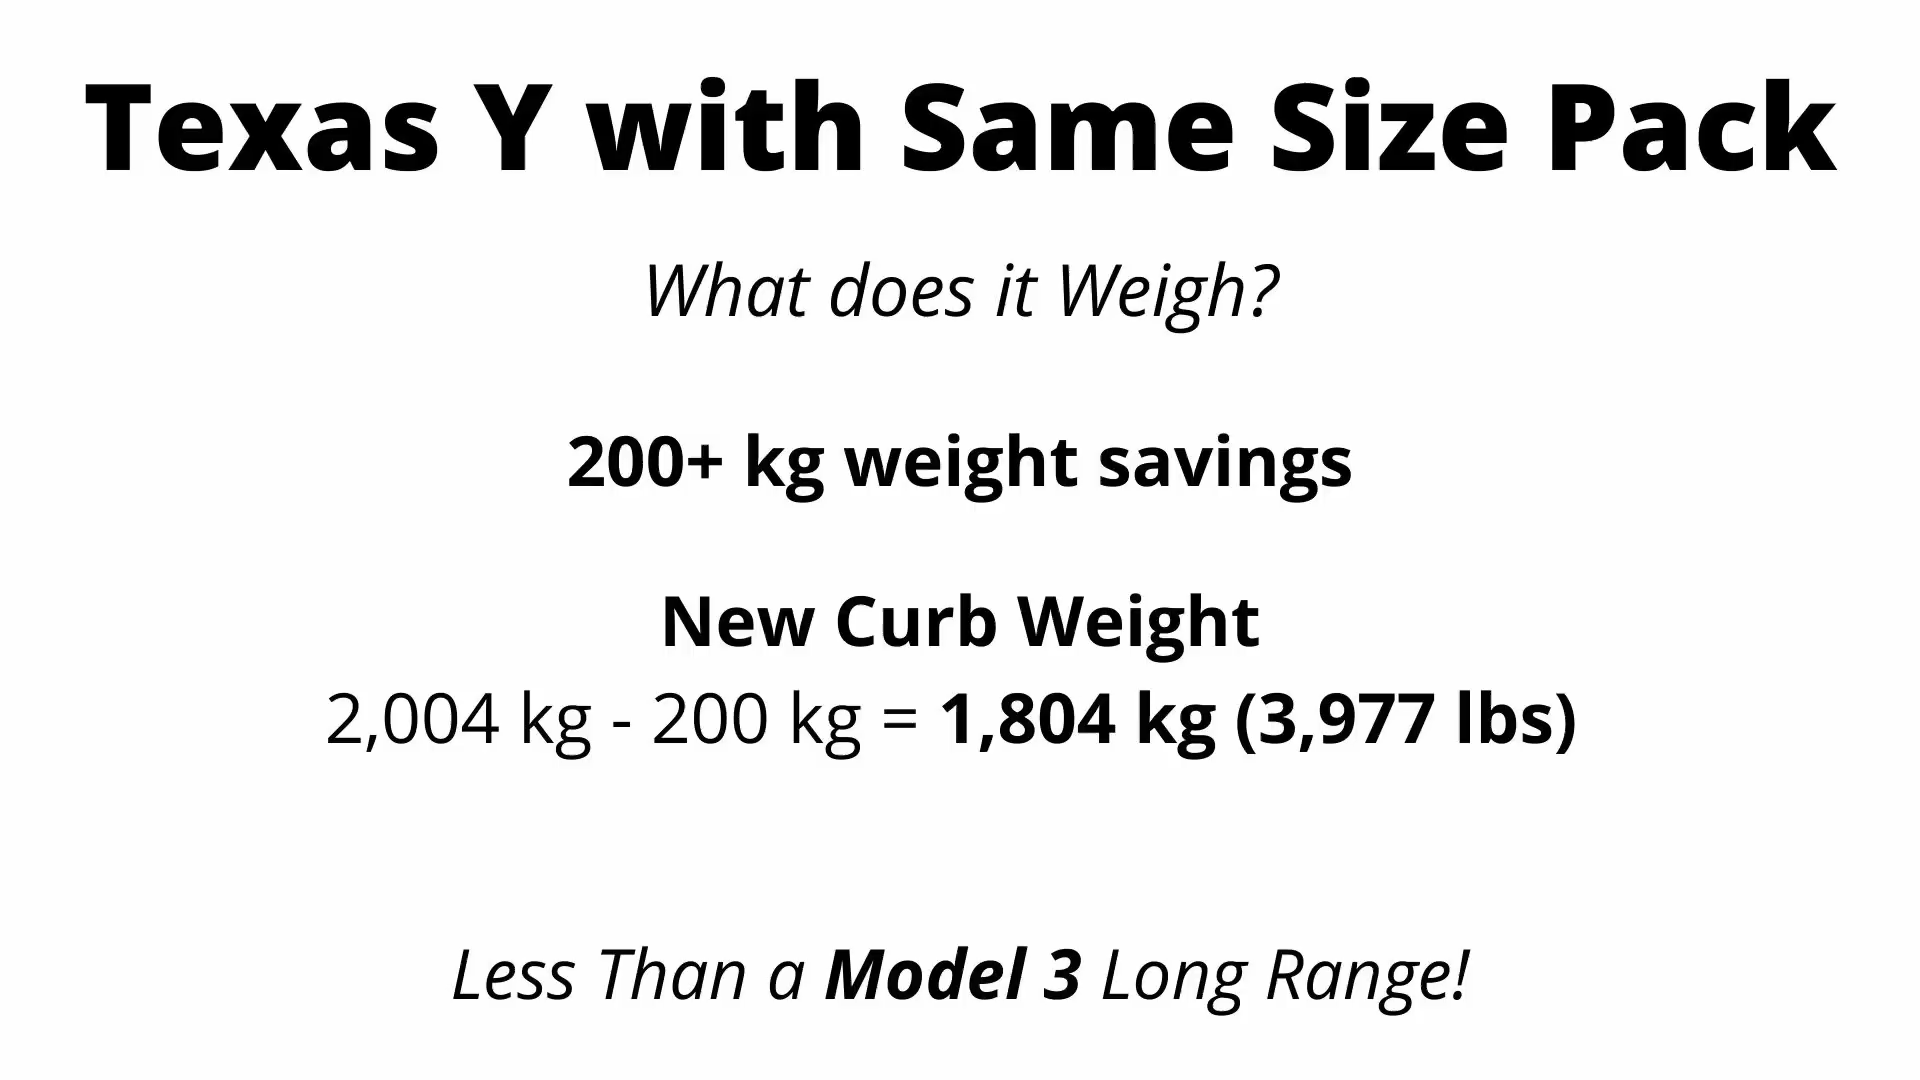 Texas Y with Same Size Pack
What does it Weigh?
200+ kg weight savings
New Curb Weight
2,004 kg - 200 kg = 1,804 kg (3,977 lbs)
Less Than a Model 3 Long Range!